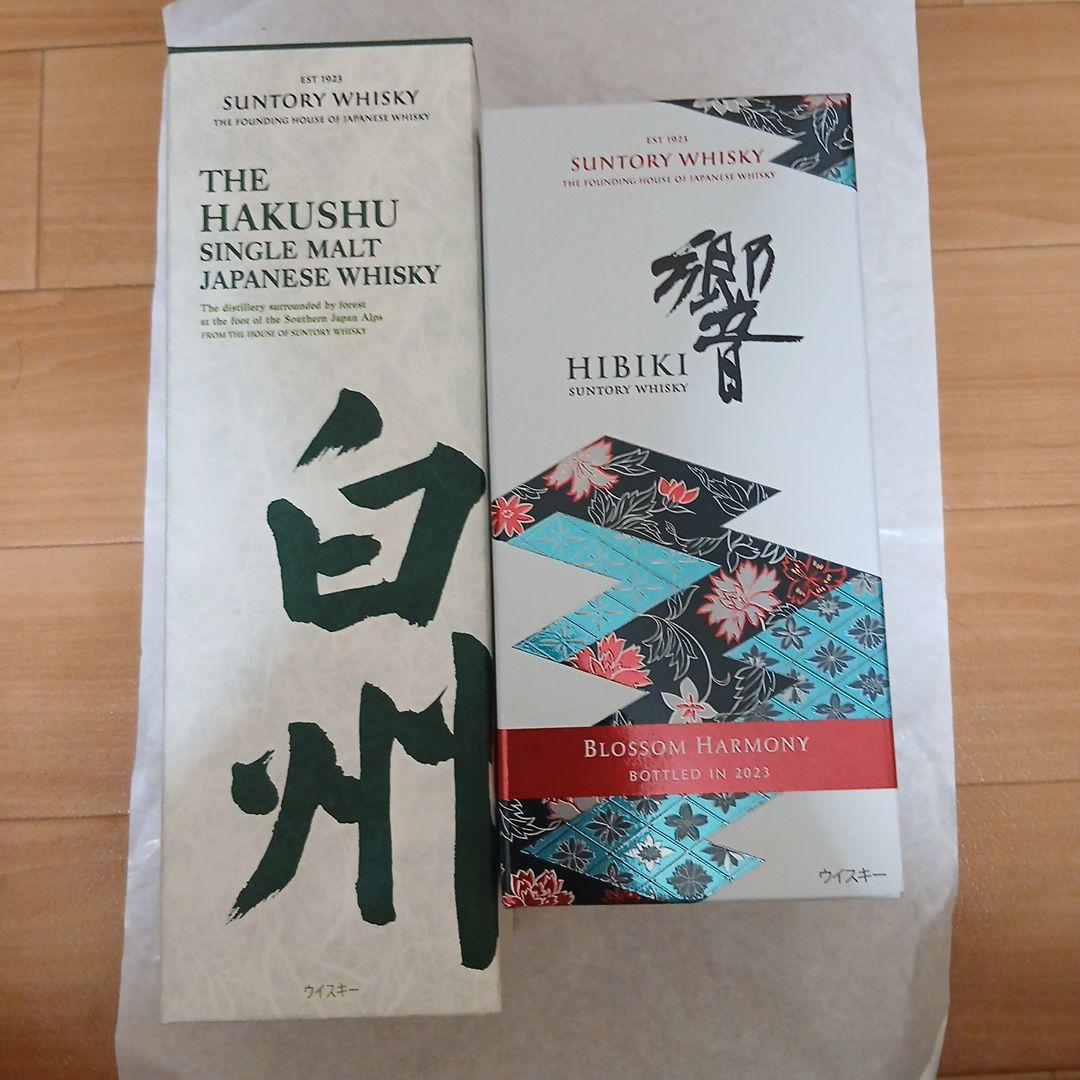 EST 1923
SUNTORY WHISKY
THE FOUNDING HOUSE OF JAPANESE WHISKY
THE
HAKUSHU
SINGLE MALT
JAPANESE WHISKY
The distillery surrounded by forest
at the foot of the Southern Japan Alps
FROM THE HOUSE OF SUNTORY WHISKY
白州
ウイスキー
EST 1923
SUNTORY WHISKY
THE FOUNDING HOUSE OF JAPANESE WHISKY
響
HIBIKI
SUNTORY WHISKY
BLOSSOM HARMONY
BOTTLED IN 2023
ウイスキー